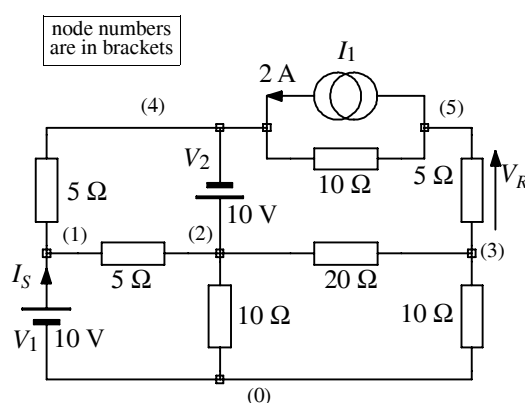 node numbers
are in brackets
I1
2 A
(4)
(5)
V2
10 Ω
5 Ω
VR
5 Ω
10 V
(1)
(2)
(3)
IS
5 Ω
20 Ω
10 Ω
10 Ω
V1
10 V
(0)